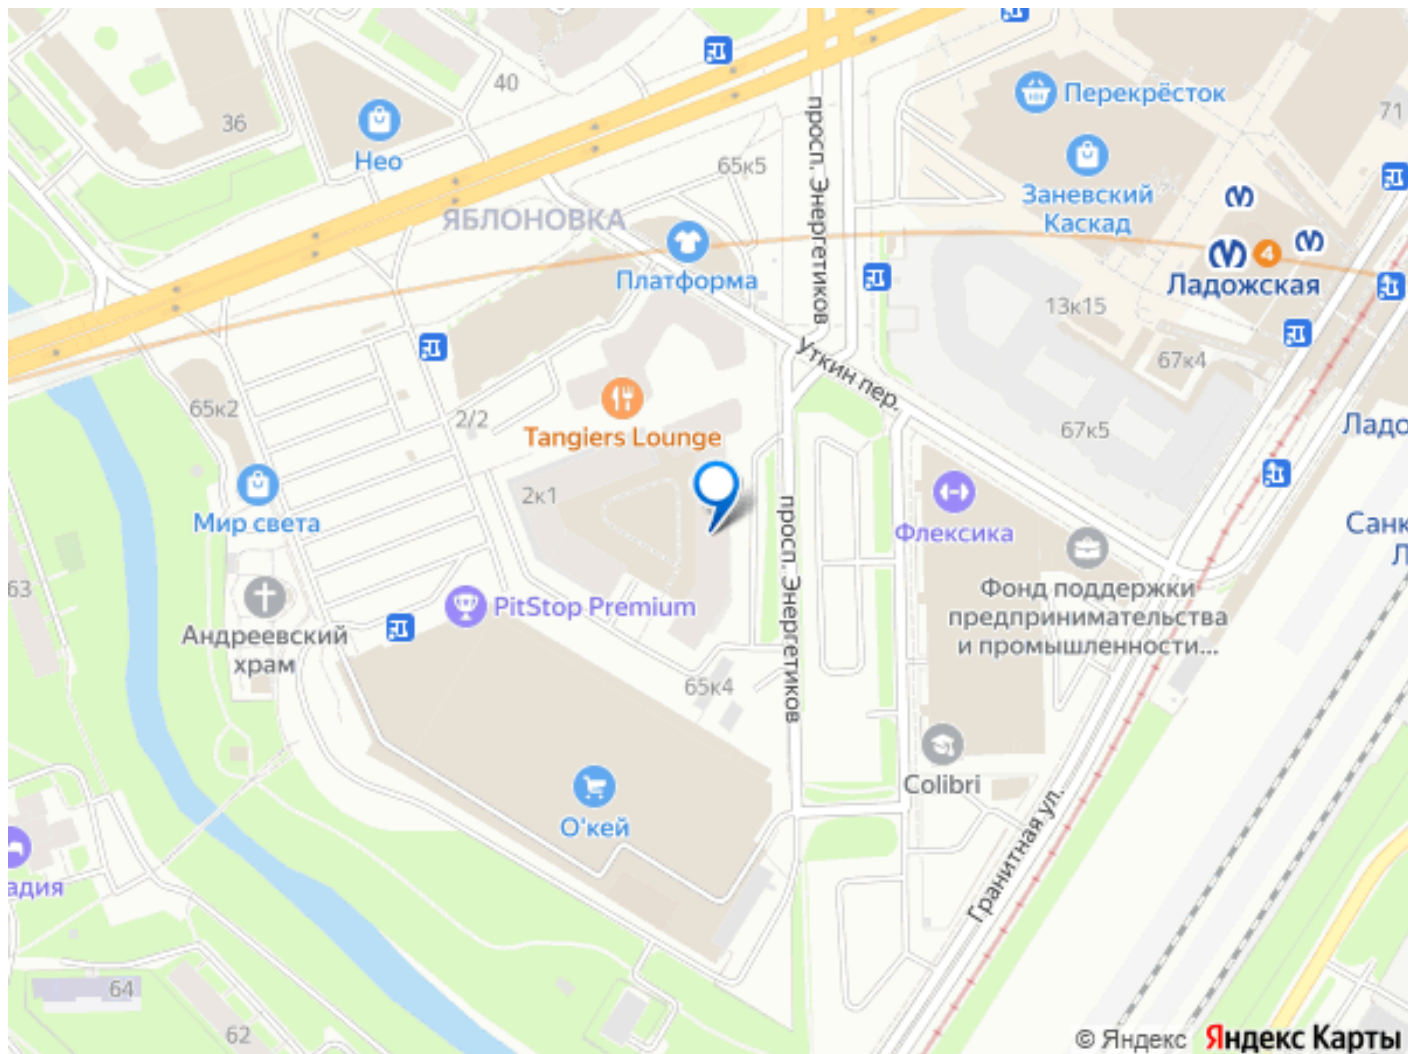 40
36
Нео
ЯБЛОНОВКА
65к5
Платформа
просп. Энергетиков
Перекрёсток
71
Заневский
Каскад
4
Ладожская
13к15
67к4
Уткин пер.
67к5
Ладо
65к2
2/2
Tangiers Lounge
2к1
Мир света
просп. Энергетиков
Флексика
Санк
Л
Фонд поддержки
предпринимательства
и промышленности...
63
Андреевский
храм
PitStop Premium
65к4
О'кей
Colibri
Гранитная ул.
адия
64
62
© Яндекс Яндекс Карты